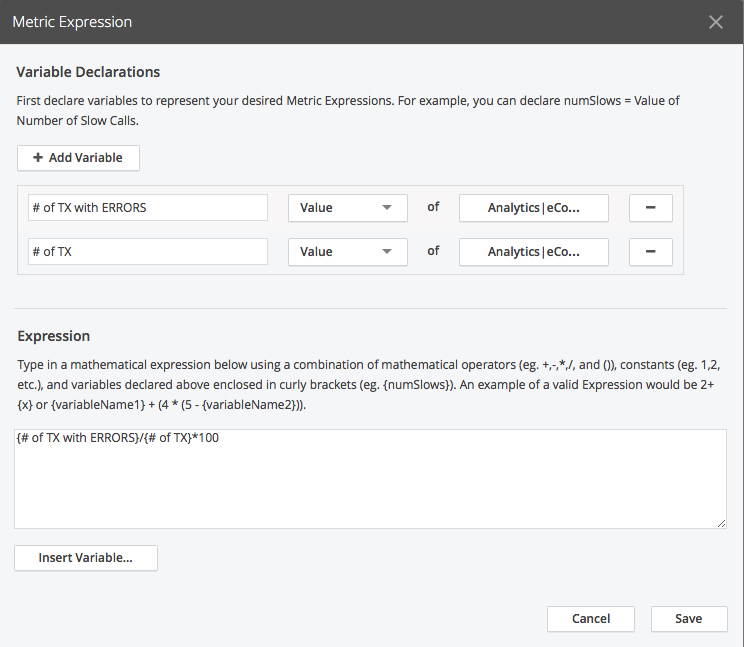 Metric Expression
Variable Declarations
First declare variables to represent your desired Metric Expressions. For example, you can declare numSlows = Value of
Number of Slow Calls.
+ Add Variable
# of TX with ERRORS Value of Analytics|eCo...
# of TX Value of Analytics|eCo...
Expression
Type in a mathematical expression below using a combination of mathematical operators (eg. +,-,*,/, and ()), constants (eg. 1,2,
etc.), and variables declared above enclosed in curly brackets (eg. {numSlows}). An example of a valid Expression would be 2+
{x} or {variableName1} + (4 * (5 - {variableName2})).
{# of TX with ERRORS}/{# of TX}*100
Insert Variable...
Cancel Save